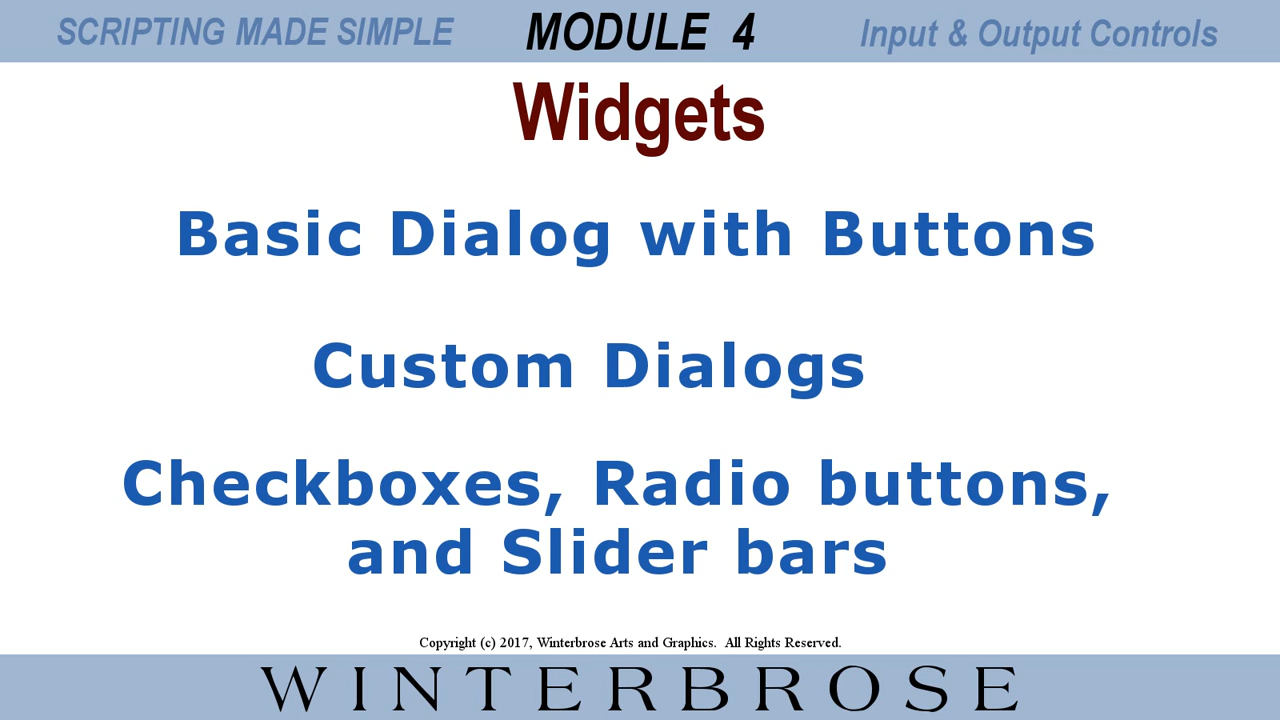 SCRIPTING MADE SIMPLE MODULE 4 Input & Output Controls
Widgets
Basic Dialog with Buttons
Custom Dialogs
Checkboxes, Radio buttons,
and Slider bars
Copyright (c) 2017, Winterbrose Arts and Graphics. All Rights Reserved.
WINTERBROSE